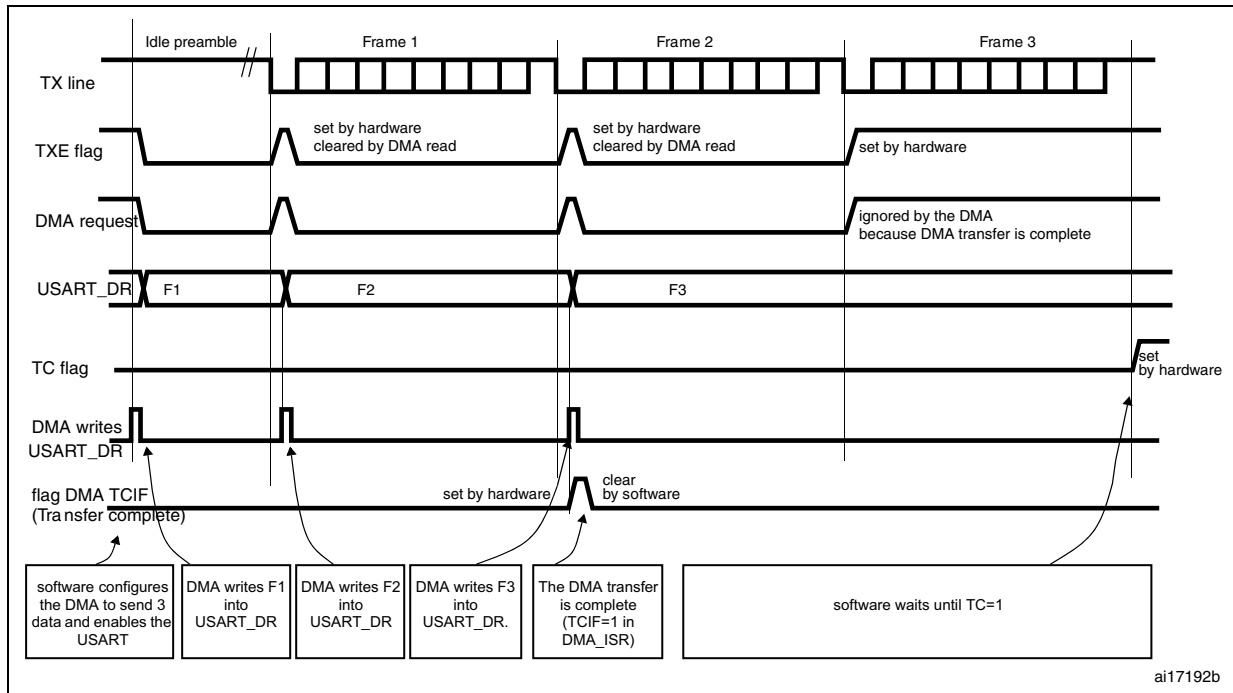 Idle preamble
Frame 1
Frame 2
Frame 3
TX line
TXE flag
set by hardware
cleared by DMA read
set by hardware
cleared by DMA read
set by hardware
DMA request
ignored by the DMA
because DMA transfer is complete
USART_DR
F1
F2
F3
TC flag
set
by hardware
DMA writes
USART_DR
flag DMA TCIF
(Transfer complete)
set by hardware
clear
by software
software configures
the DMA to send 3
data and enables the
USART
DMA writes F1
into
USART_DR
DMA writes F2
into
USART_DR
DMA writes F3
into
USART_DR.
The DMA transfer
is complete
(TCIF=1 in
DMA_ISR)
software waits until TC=1
ai17192b